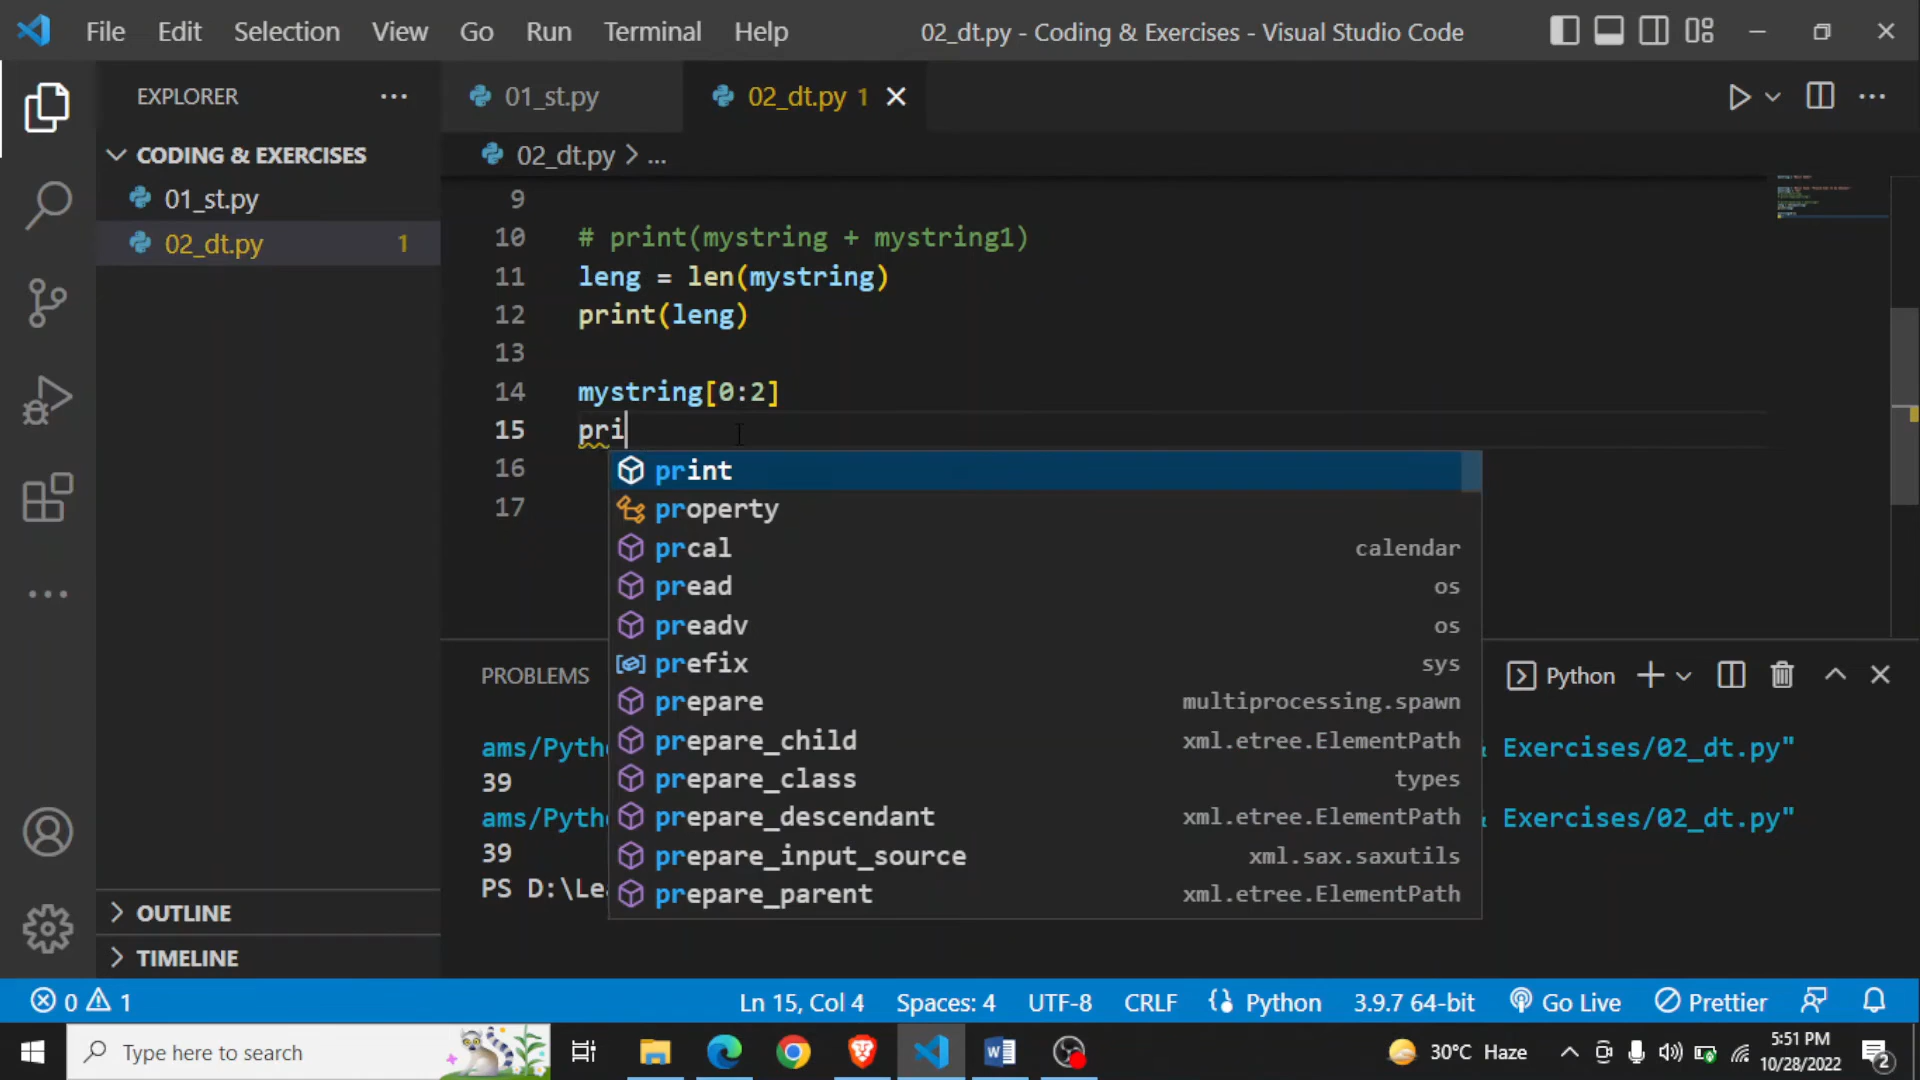 File Edit Selection View Go Run Terminal Help 02_dt.py - Coding & Exercises - Visual Studio Code
EXPLORER
01_st.py 02_dt.py 1
CODING & EXERCISES
01_st.py
02_dt.py 1
02_dt.py > ...
9
10 # print(mystring + mystring1)
11 leng = len(mystring)
12 print(leng)
13
14 mystring[0:2]
15 pri
16
17
print
property
prcal calendar
pread os
preadv os
prefix sys
prepare multiprocessing.spawn
prepare_child xml.etree.ElementPath
prepare_class types
prepare_descendant xml.etree.ElementPath
prepare_input_source xml.sax.saxutils
prepare_parent xml.etree.ElementPath
PROBLEMS Python
ams/Pyth Exercises/02_dt.py"
39
ams/Pyth Exercises/02_dt.py"
39
PS D:\Le
OUTLINE
TIMELINE
0 1 Ln 15, Col 4 Spaces: 4 UTF-8 CRLF Python 3.9.7 64-bit Go Live Prettier
Type here to search 30°C Haze 5:51 PM
10/28/2022 2